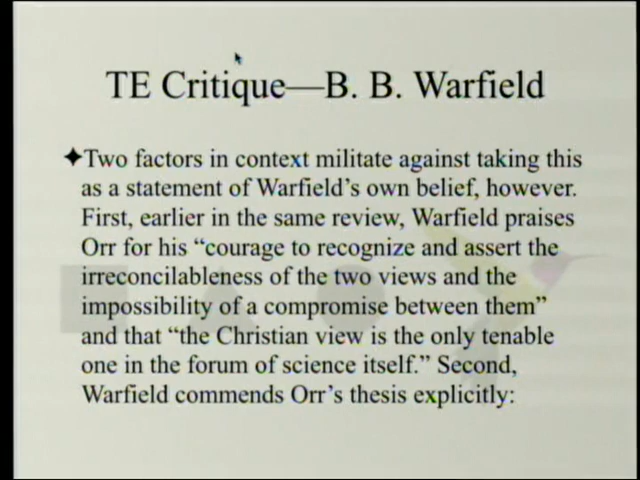 TE Critique—B. B. Warfield
✦Two factors in context militate against taking this
as a statement of Warfield's own belief, however.
First, earlier in the same review, Warfield praises
Orr for his “courage to recognize and assert the
irreconcilableness of the two views and the
impossibility of a compromise between them”
and that “the Christian view is the only tenable
one in the forum of science itself.” Second,
Warfield commends Orr's thesis explicitly: